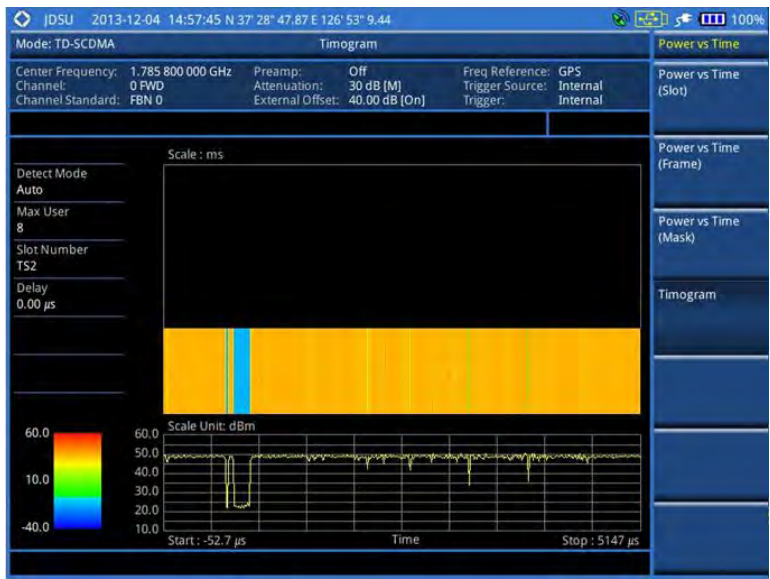 JDSU 2013-12-04 14:57:45 N 37' 28" 47.87 E 126' 53" 9.44 100%
Mode: TD-SCDMA Timogram Power vs Time
Center Frequency: 1.785 800 000 GHz Preamp: Off Freq Reference: GPS
Channel: 0 FWD Attenuation: 30 dB [M] Trigger Source: Internal
Channel Standard: FBN 0 External Offset: 40.00 dB [On] Trigger: Internal
Power vs Time
(Slot)
Power vs Time
(Frame)
Power vs Time
(Mask)
Timogram
Scale : ms
Detect Mode
Auto
Max User
8
Slot Number
TS2
Delay
0.00 μs
60.0
10.0
-40.0
Scale Unit: dBm
60.0
50.0
40.0
30.0
20.0
10.0
Start : -52.7 μs Time Stop : 5147 μs